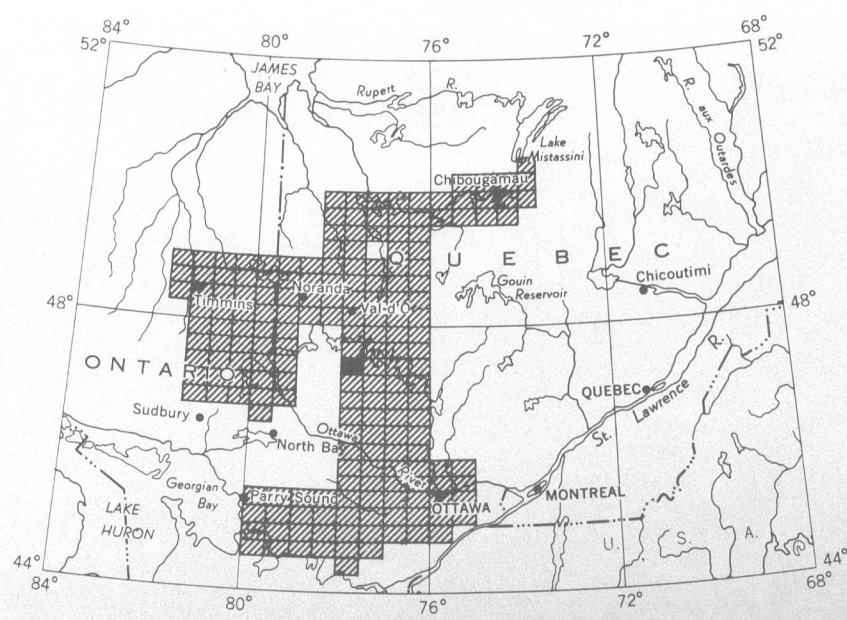 84°
80°
76°
72°
68°
52°
52°
JAMES
BAY
Rupert R.
R. aux Outardes
Lake
Mistassini
Chibougamau
QUEBEC
Chicoutimi
Gouin
Reservoir
Noranda
Timmins
Val-d'O
48°
48°
ONTARIO
QUEBEC
R.
Lawrence
St.
Sudbury
North Bay
Ottawa
River
Georgian
Bay
Parry Sound
OTTAWA
MONTREAL
LAKE
HURON
U. S. A.
44°
44°
84°
80°
76°
72°
68°